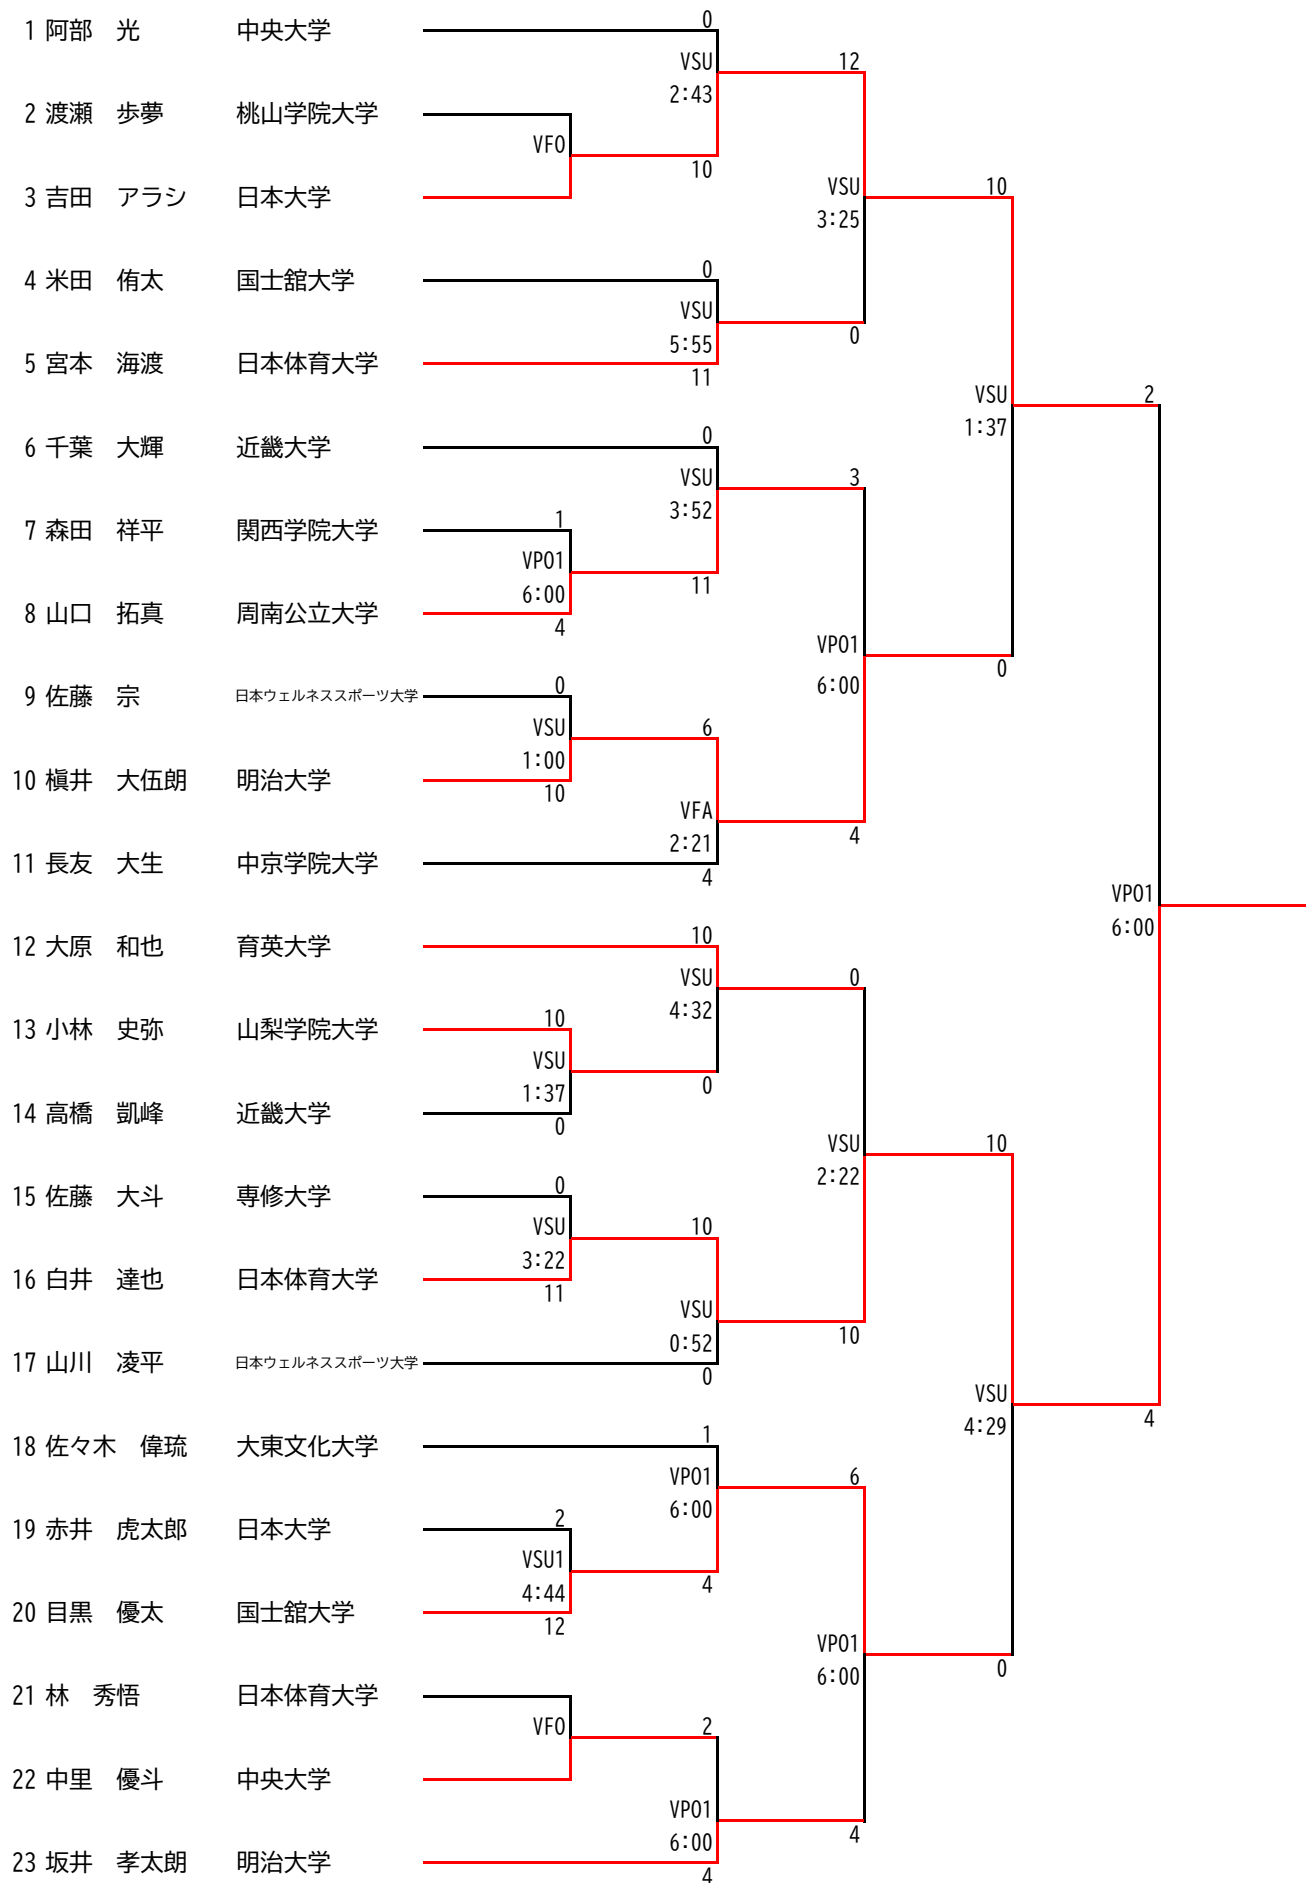 0
1 阿部 光 中央大学
VSU 12
2:43
2 渡瀬 歩夢 桃山学院大学
VFO
10
VSU 10
3 吉田 アラシ 日本大学
3:25
0
4 米田 侑太 国士舘大学
VSU
0
5:55
5 宮本 海渡 日本体育大学
11
VSU 2
1:37
0
6 千葉 大輝 近畿大学
VSU 3
3:52
1
7 森田 祥平 関西学院大学
VPO1
11
6:00
8 山口 拓真 周南公立大学
4
VPO1
0
6:00
0
9 佐藤 宗 日本ウェルネススポーツ大学
VSU 6
1:00
10 槇井 大伍朗 明治大学
10
VFA
4
2:21
11 長友 大生 中京学院大学
4
VPO1
6:00
10
12 大原 和也 育英大学
VSU 0
4:32
10
13 小林 史弥 山梨学院大学
VSU
0
1:37
14 高橋 凱峰 近畿大学
0
VSU 10
2:22
0
15 佐藤 大斗 専修大学
VSU 10
3:22
16 白井 達也 日本体育大学
11
VSU
10
0:52
17 山川 凌平 日本ウェルネススポーツ大学
0
VSU
4
4:29
1
18 佐々木 偉琉 大東文化大学
VPO1 6
6:00
2
19 赤井 虎太郎 日本大学
VSU1
4
4:44
20 目黒 優太 国士舘大学
12
VPO1
0
6:00
21 林 秀悟 日本体育大学
VFO 2
22 中里 優斗 中央大学
VPO1
4
6:00
23 坂井 孝太朗 明治大学
4